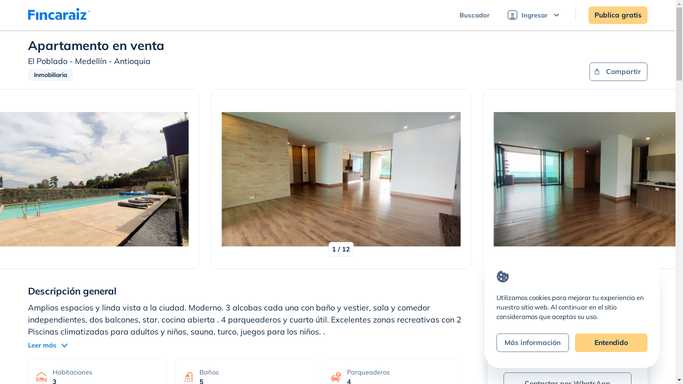 Fincaraiz
Buscador
Ingresar
Publica gratis
Apartamento en venta
El Poblado - Medellín - Antioquia
Inmobiliaria
Compartir
1 / 12
Descripción general
Amplios espacios y linda vista a la ciudad. Moderno. 3 alcobas cada una con baño y vestier, sala y comedor
independientes, dos balcones, star. cocina abierta . 4 parqueaderos y cuarto útil. Excelentes zonas recreativas con 2
Piscinas climatizadas para adultos y niños, sauna, turco, juegos para los niños. .
Leer más
Habitaciones
3
Baños
5
Parqueaderos
4
Utilizamos cookies para mejorar tu experiencia en
nuestro sitio web. Al continuar en el sitio
consideramos que aceptas su uso.
Más información
Entendido
Contactar por WhatsApp